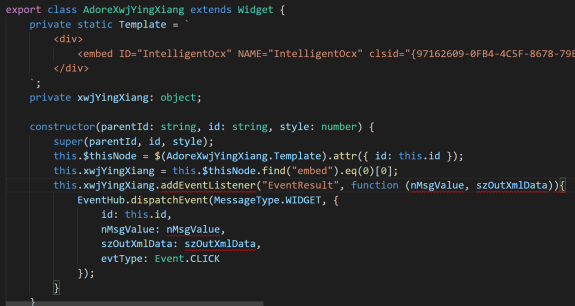 export class AdoreXwjYingXiang extends Widget {
private static Template = `
<div>
<embed ID="IntelligentOcx" NAME="IntelligentOcx" clsid="{97162609-0FB4-4C5F-8678-79E
</div>
`;
private xwjYingXiang: object;
constructor(parentId: string, id: string, style: number) {
super(parentId, id, style);
this.$thisNode = $(AdoreXwjYingXiang.Template).attr({ id: this.id });
this.xwjYingXiang = this.$thisNode.find("embed").eq(0)[0];
this.xwjYingXiang.addEventListener("EventResult", function (nMsgValue, szOutXmlData)){
EventHub.dispatchEvent(MessageType.WIDGET, {
id: this.id,
nMsgValue: nMsgValue,
szOutXmlData: szOutXmlData,
evtType: Event.CLICK
});
}
}